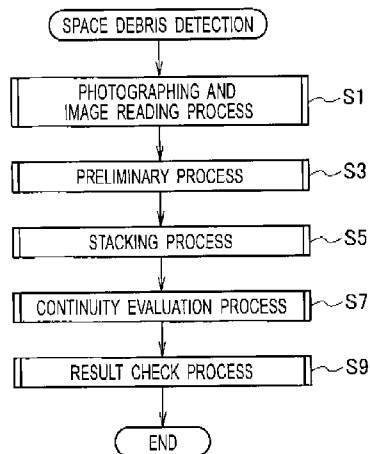 SPACE DEBRIS DETECTION
PHOTOGRAPHING AND
IMAGE READING PROCESS
S1
PRELIMINARY PROCESS
S3
STACKING PROCESS
S5
CONTINUITY EVALUATION PROCESS
S7
RESULT CHECK PROCESS
S9
END